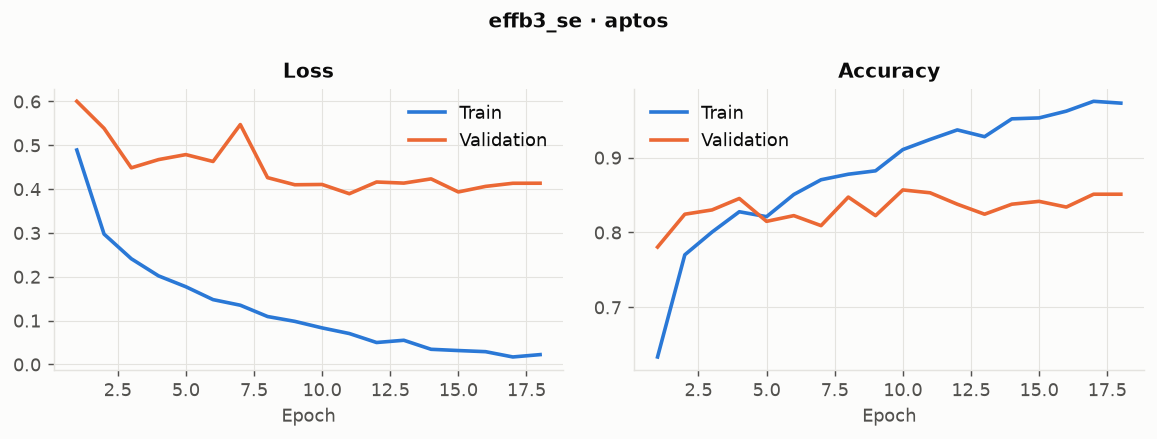 effb3_se · aptos
Loss
Train
Validation
0.6
0.5
0.4
0.3
0.2
0.1
0.0
2.5 5.0 7.5 10.0 12.5 15.0 17.5
Epoch
Accuracy
Train
Validation
0.9
0.8
0.7
2.5 5.0 7.5 10.0 12.5 15.0 17.5
Epoch